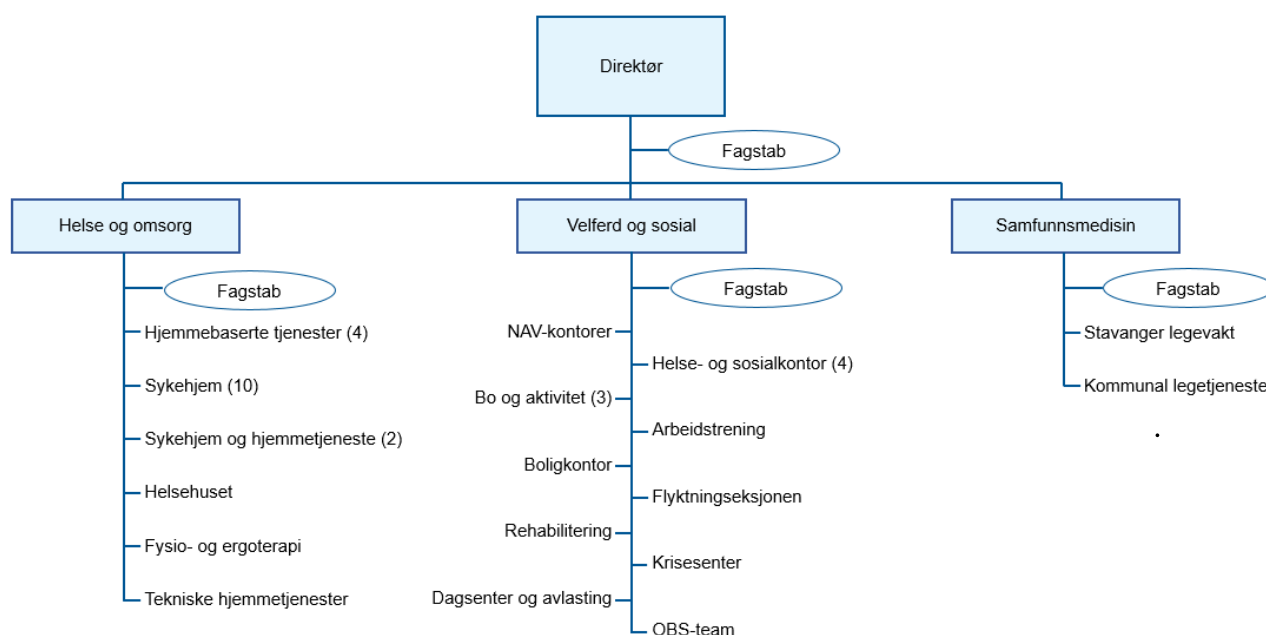 Direktør
Fagstab
Helse og omsorg
Velferd og sosial
Samfunnsmedisin
Fagstab
Fagstab
Fagstab
Hjemmebaserte tjenester (4)
Sykehjem (10)
Sykehjem og hjemmetjeneste (2)
Helsehuset
Fysio- og ergoterapi
Tekniske hjemmetjenester
NAV-kontorer
Helse- og sosialkontor (4)
Bo og aktivitet (3)
Arbeidstrening
Boligkontor
Flyktningseksjonen
Rehabilitering
Krisesenter
Dagsenter og avlasting
OBS-team
Stavanger legevakt
Kommunal legetjeneste